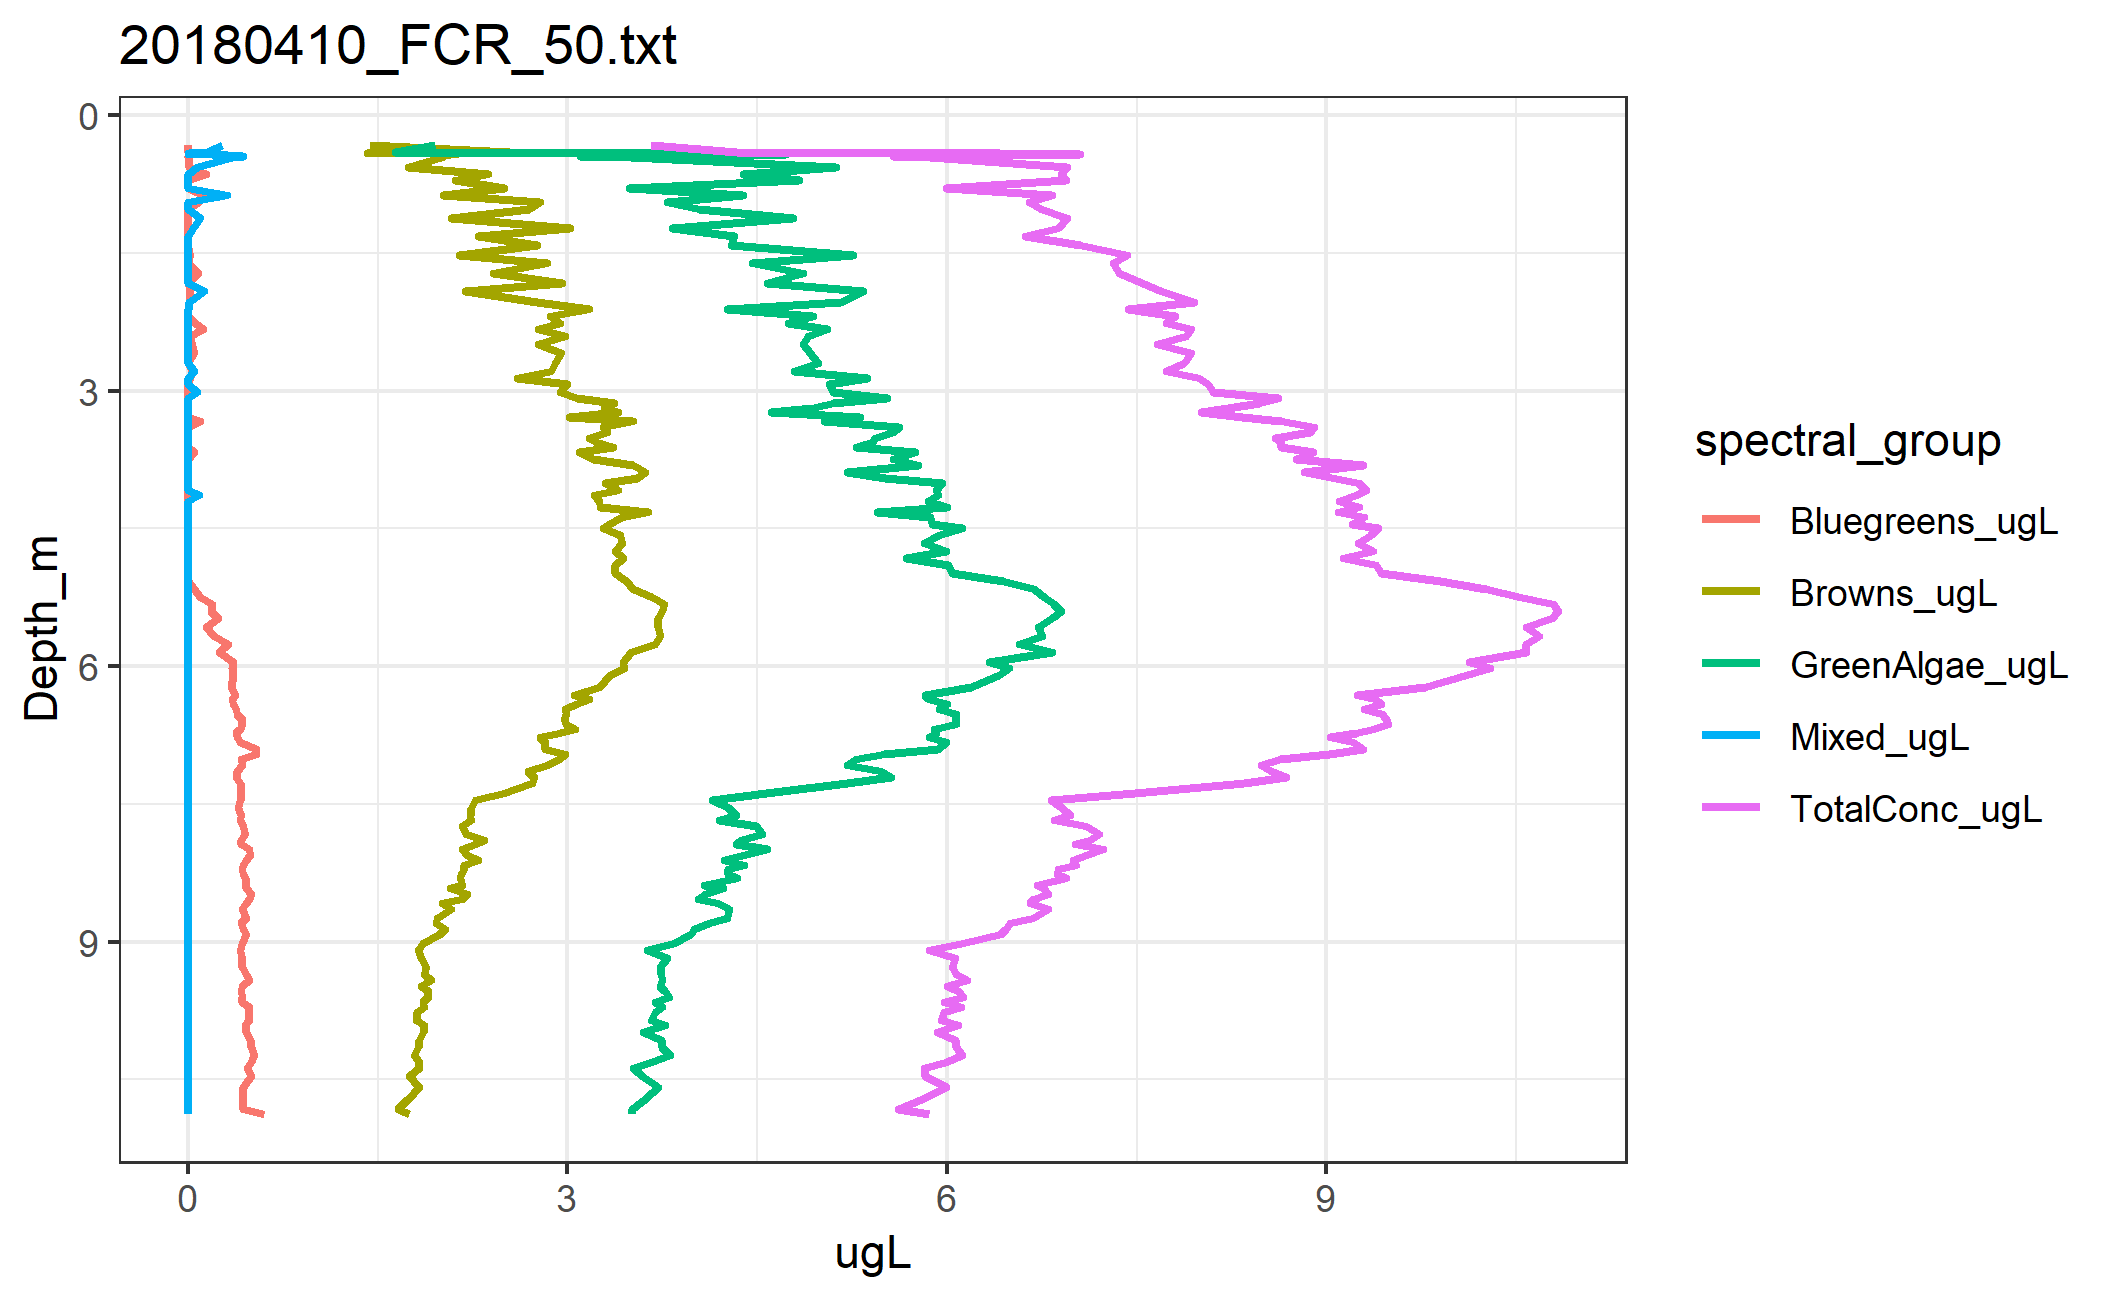 20180410_FCR_50.txt
0
3
6
9
Depth_m
0 3 6 9
ugL
spectral_group
Bluegreens_ugL
Browns_ugL
GreenAlgae_ugL
Mixed_ugL
TotalConc_ugL